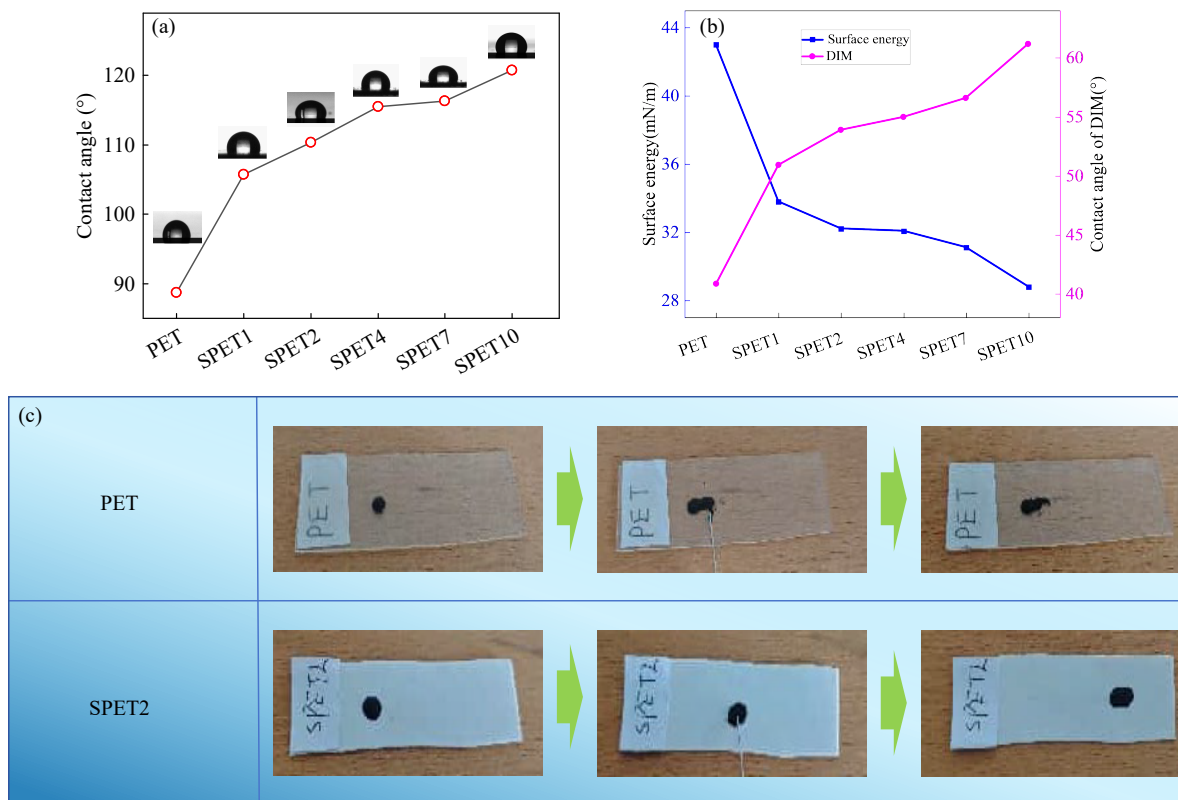 (a)
Contact angle (°)
120
110
100
90
PET
SPET1
SPET2
SPET4
SPET7
SPET10
(b)
Surface energy
DIM
Surface energy(mN/m)
44
40
36
32
28
Contact angle of DIM(°)
60
55
50
45
40
PET
SPET1
SPET2
SPET4
SPET7
SPET10
(c)
PET
PET
PET
PET
SPET2
SPET2
SPET2
SPET2